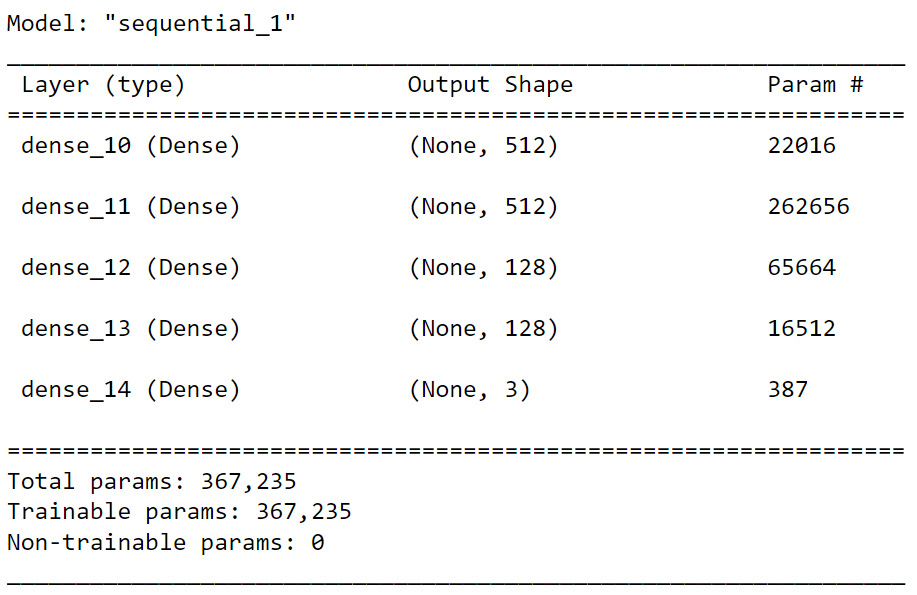 Model: "sequential_1"
_________________________________________________________________
Layer (type) Output Shape Param #
=================================================================
dense_10 (Dense) (None, 512) 22016
dense_11 (Dense) (None, 512) 262656
dense_12 (Dense) (None, 128) 65664
dense_13 (Dense) (None, 128) 16512
dense_14 (Dense) (None, 3) 387
=================================================================
Total params: 367,235
Trainable params: 367,235
Non-trainable params: 0
_________________________________________________________________